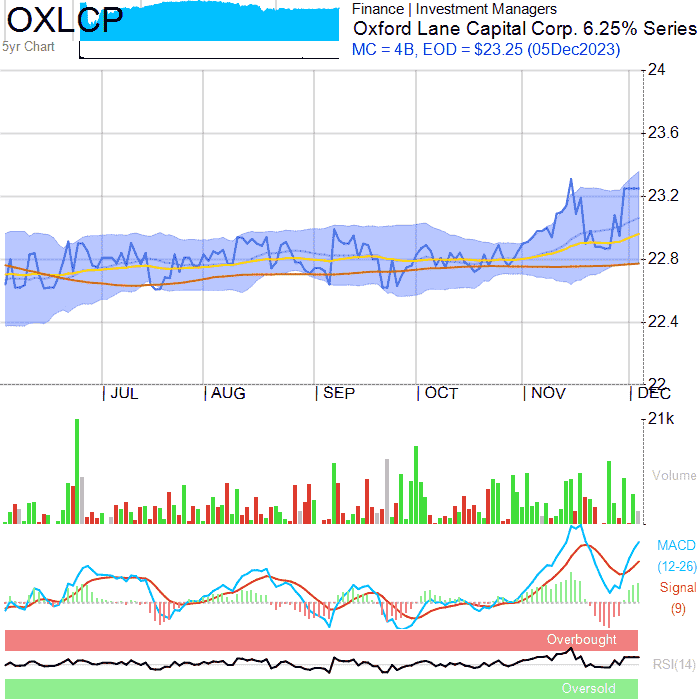 OXLCP
5yr Chart
Finance | Investment Managers
Oxford Lane Capital Corp. 6.25% Series
MC = 4B, EOD = $23.25 (05Dec2023)
24
23.6
23.2
22.8
22.4
22
JUL AUG SEP OCT NOV DEC
21k
Volume
MACD
(12-26)
Signal
(9)
Overbought
RSI(14)
Oversold